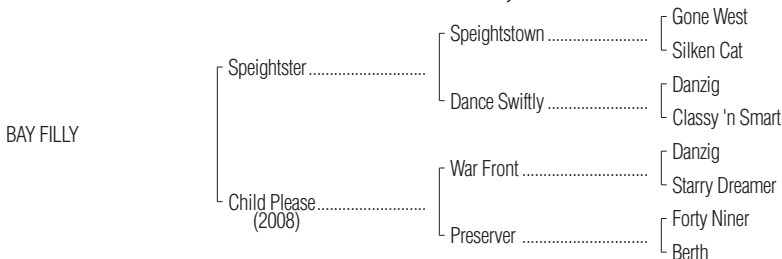 Gone West
Speightstown ............................
Silken Cat
Speightster ................................
Danzig
Dance Swiftly ............................
Classy 'n Smart
BAY FILLY
Danzig
War Front ...................................
Starry Dreamer
Child Please .............................
(2008)
Forty Niner
Preserver ...................................
Berth